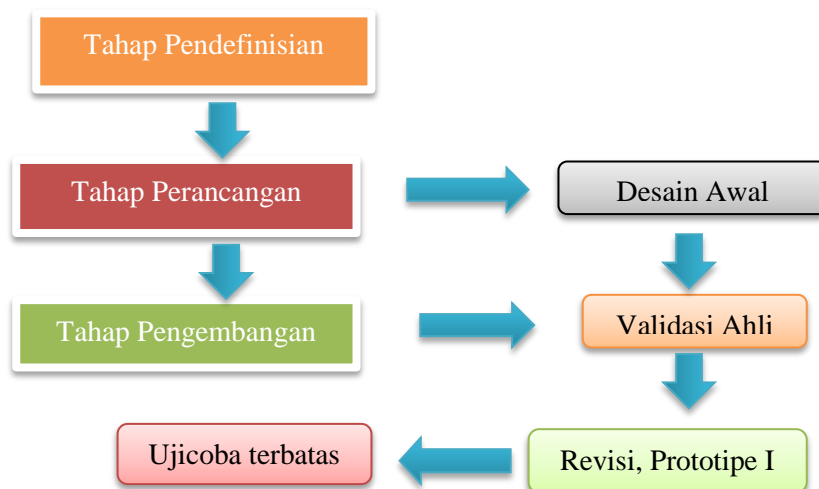 Tahap Pendefinisian
Tahap Perancangan
Desain Awal
Tahap Pengembangan
Validasi Ahli
Ujicoba terbatas
Revisi, Prototipe I